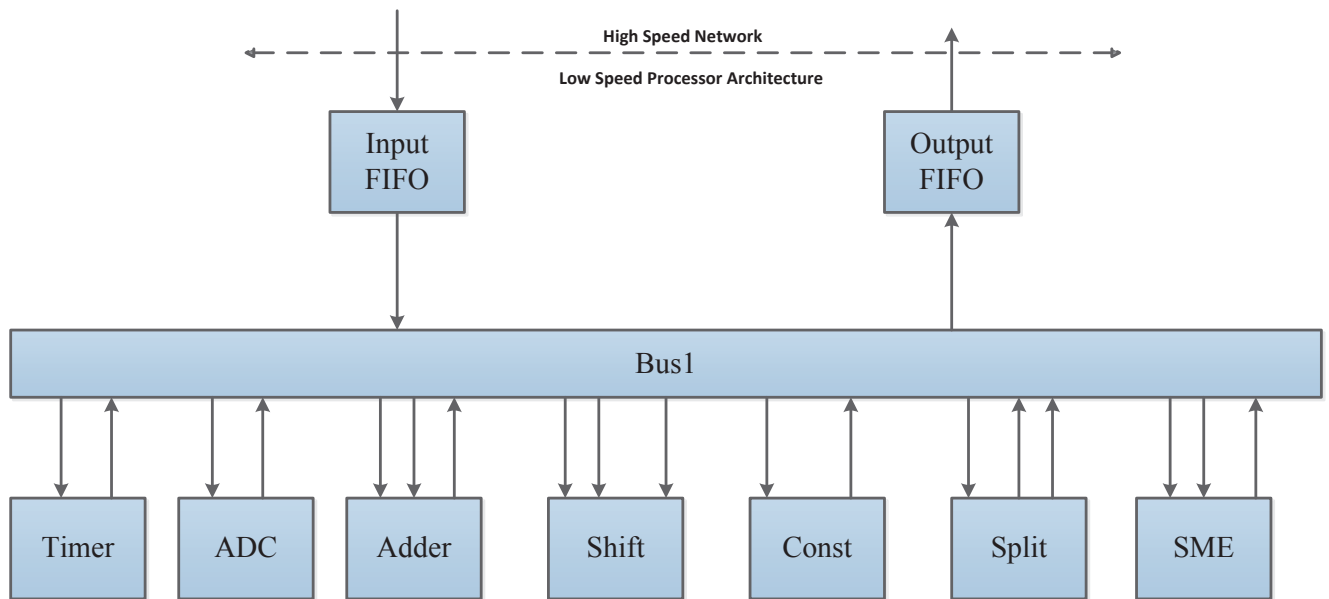 High Speed Network
Low Speed Processor Architecture
Input
FIFO
Output
FIFO
Bus1
Timer
ADC
Adder
Shift
Const
Split
SME